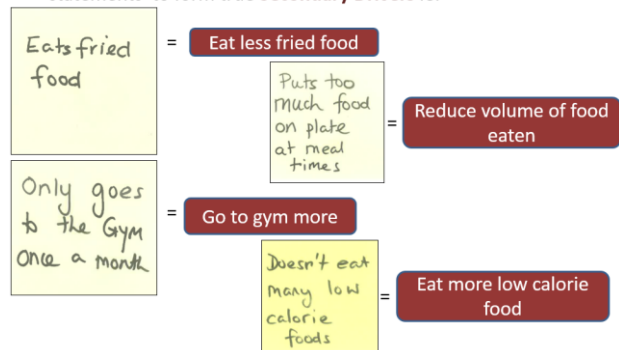 Eats fried
food
=
Eat less fried food
Puts too
much food
on plate
at meal
times
=
Reduce volume of food
eaten
Only goes
to the Gym
once a month
=
Go to gym more
Doesn't eat
many low
calorie
foods
=
Eat more low calorie
food